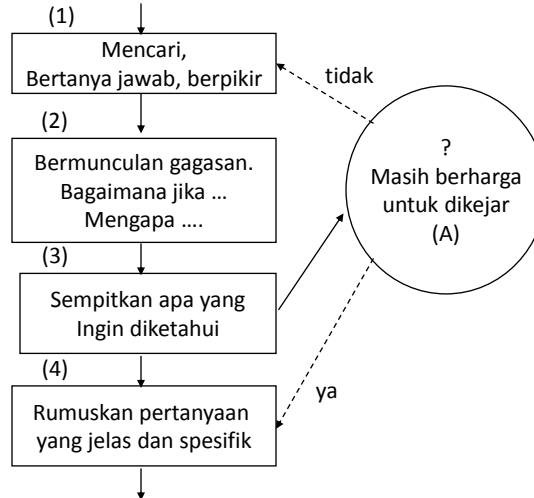 (1)
Mencari,
Bertanya jawab, berpikir
tidak
(2)
Bermunculan gagasan.
Bagaimana jika ...
Mengapa ....
?
Masih berharga
untuk dikejar
(A)
(3)
Sempitkan apa yang
Ingin diketahui
(4)
Rumuskan pertanyaan
yang jelas dan spesifik
ya